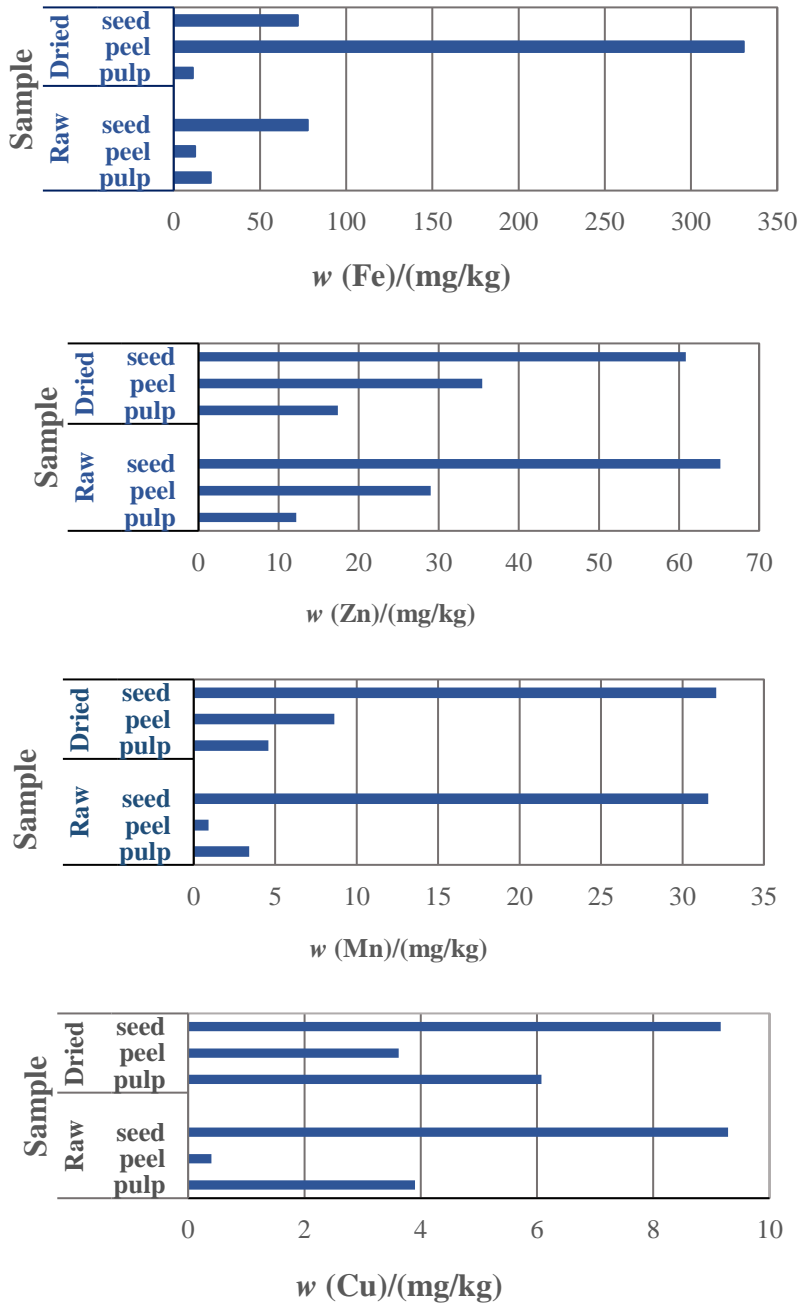 Sample
Dried
seed
peel
pulp
Raw
seed
peel
pulp
0 50 100 150 200 250 300 350
w (Fe)/(mg/kg)
Sample
Dried
seed
peel
pulp
Raw
seed
peel
pulp
0 10 20 30 40 50 60 70
w (Zn)/(mg/kg)
Sample
Dried
seed
peel
pulp
Raw
seed
peel
pulp
0 5 10 15 20 25 30 35
w (Mn)/(mg/kg)
Sample
Dried
seed
peel
pulp
Raw
seed
peel
pulp
0 2 4 6 8 10
w (Cu)/(mg/kg)